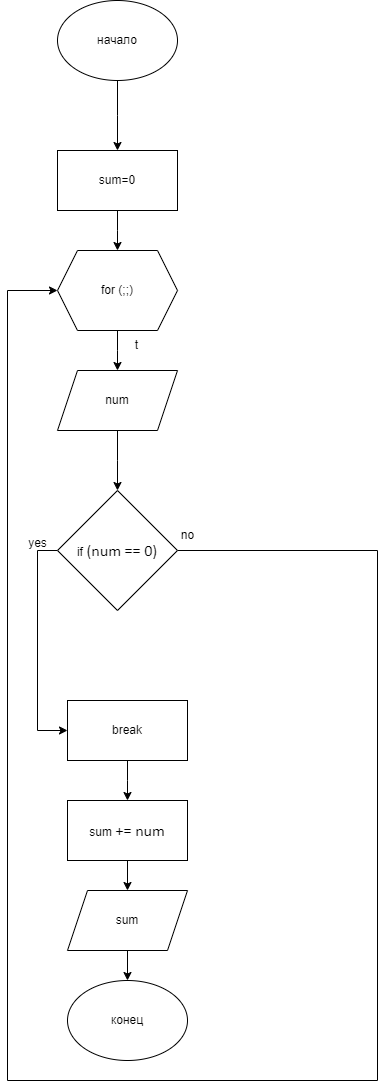 начало
sum=0
for (;;)
t
num
no
yes
if (num == 0)
break
sum += num
sum
конец